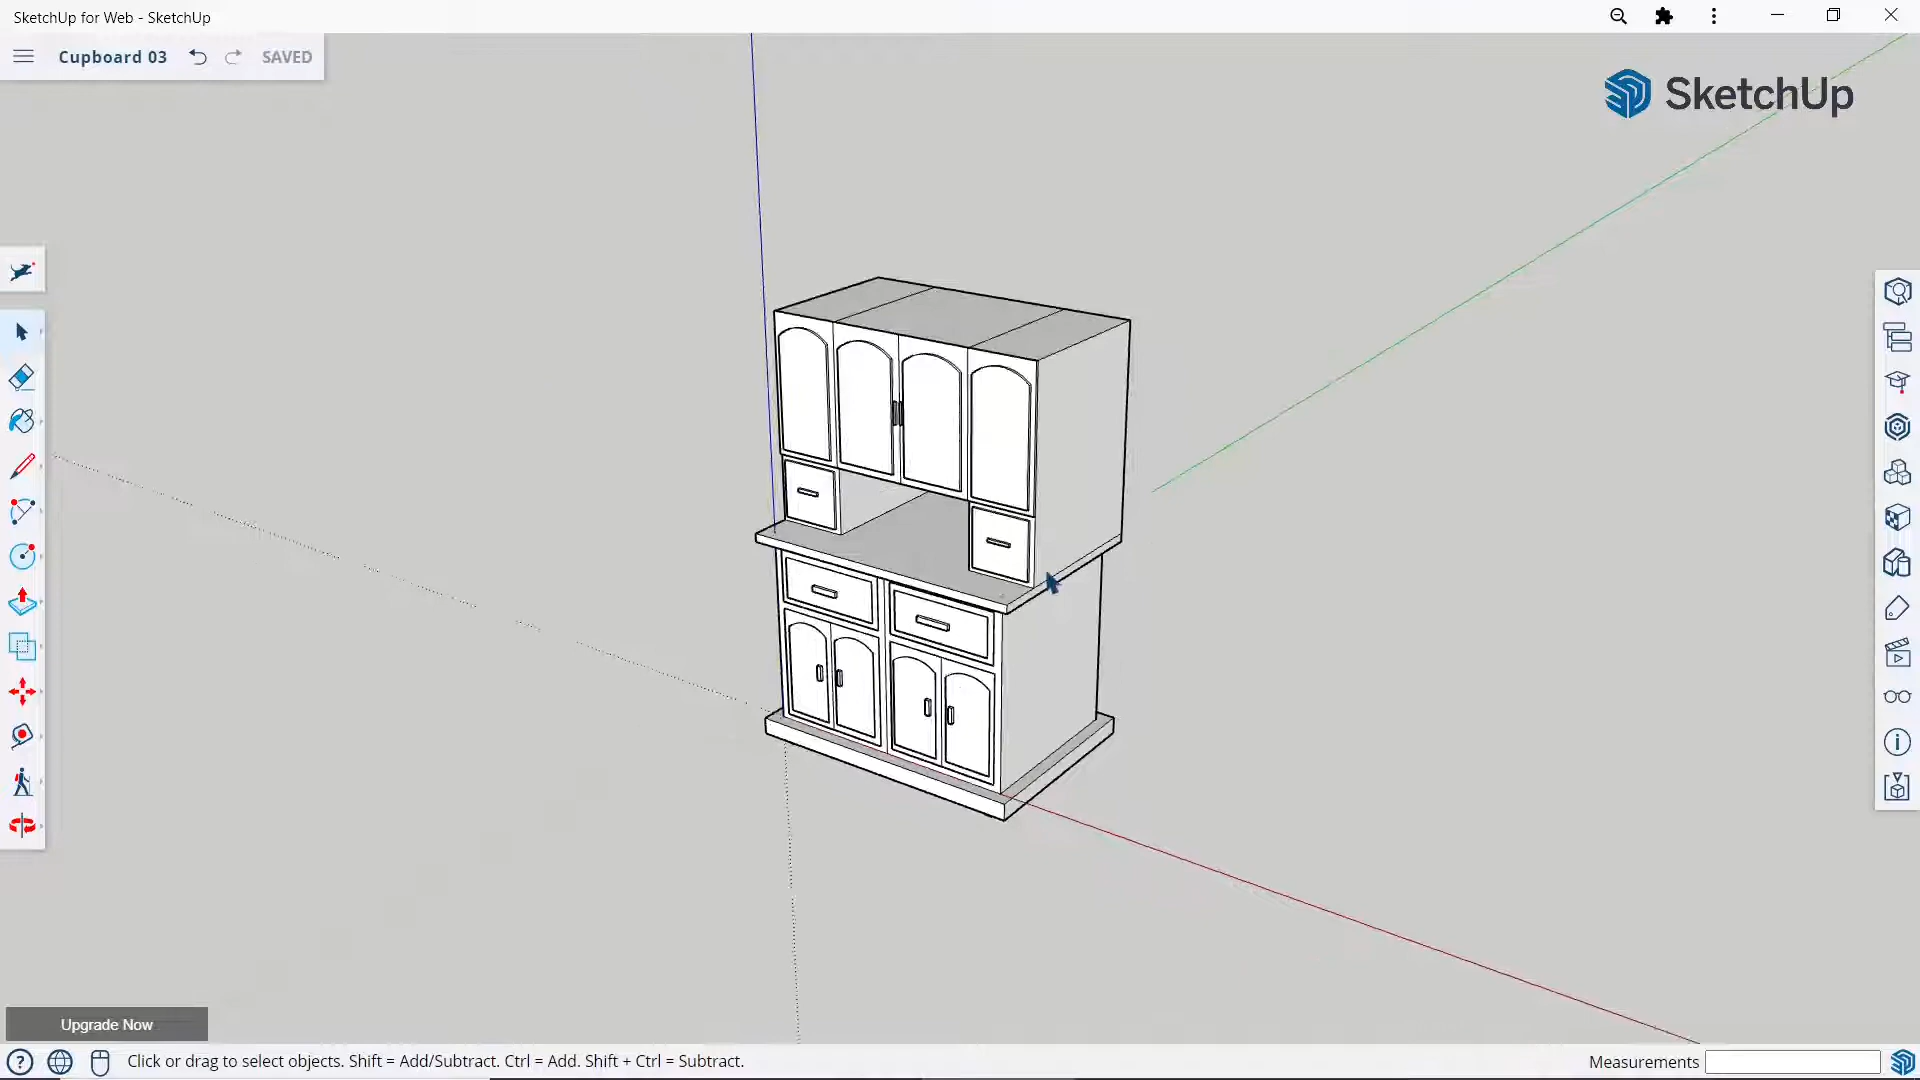 SketchUp for Web - SketchUp
Cupboard 03 SAVED
SketchUp
Upgrade Now
Click or drag to select objects. Shift = Add/Subtract. Ctrl = Add. Shift + Ctrl = Subtract.
Measurements